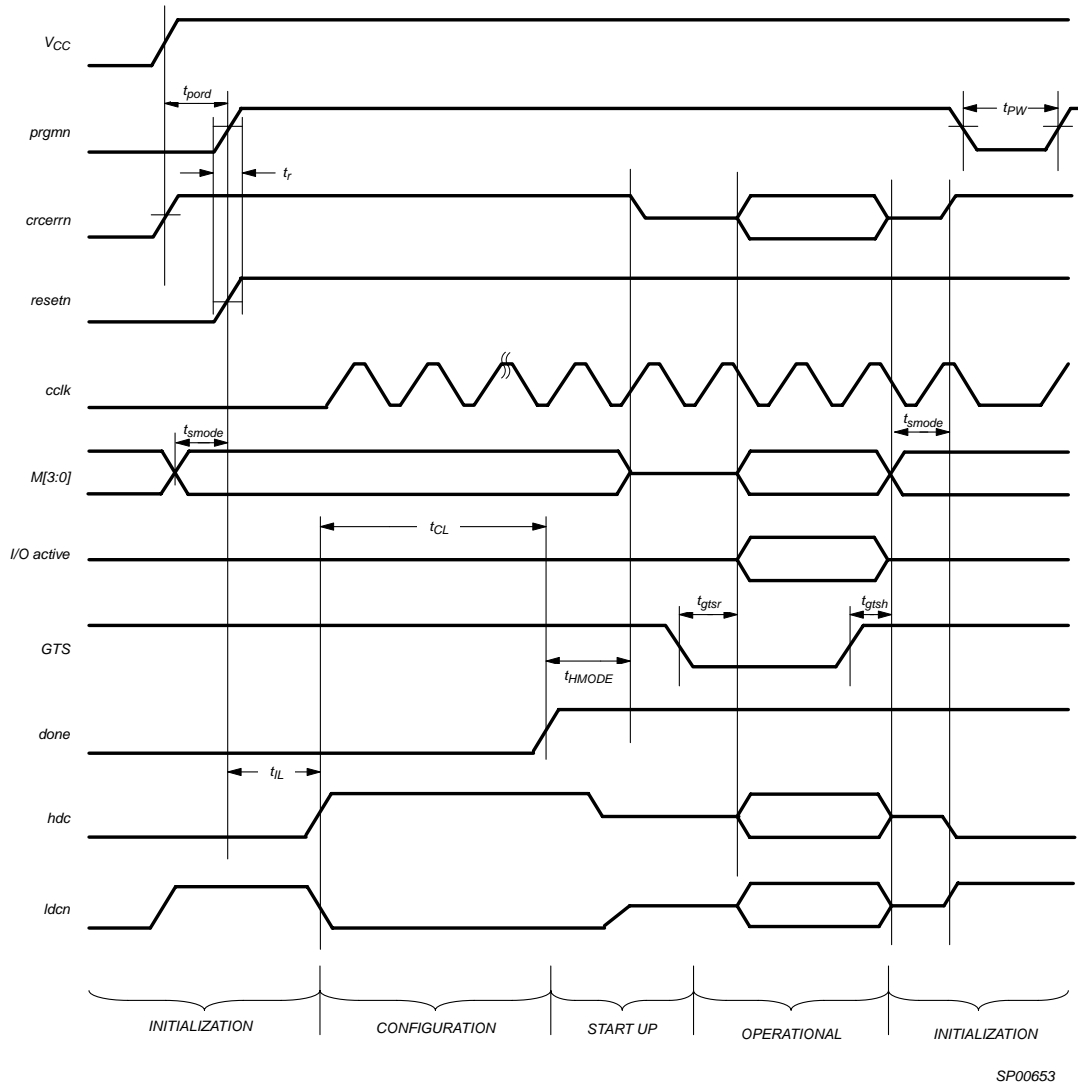 VCC
tpord
prgmn
tPW
tr
crcerrn
resetn
cclk
tsmode
tsmode
M[3:0]
tCL
I/O active
tgtsr
tgtsh
GTS
tHMODE
done
tIL
hdc
ldcn
INITIALIZATION
CONFIGURATION
START UP
OPERATIONAL
INITIALIZATION
SP00653